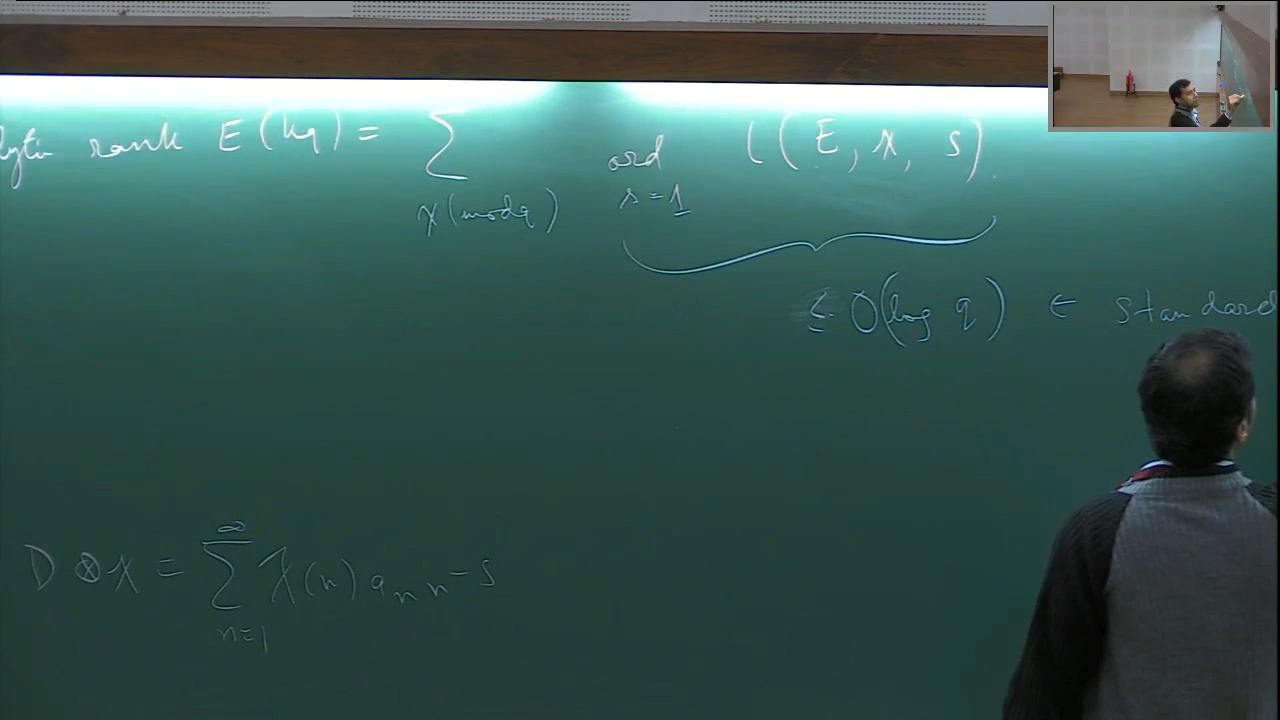 rank E(kq) = Σ ord L(E, χ, s).
χ(mod q) s=1
≤ O(log q) ← standard
D ⊗ χ = Σ χ(n) aₙ n^{-s}
∞
n=1